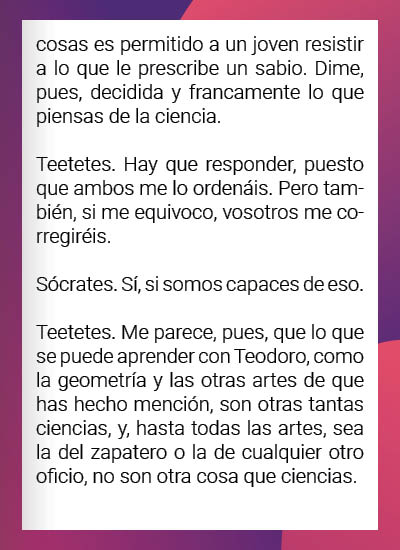 cosas es permitido a un joven resistir
a lo que le prescribe un sabio. Dime,
pues, decidida y francamente lo que
piensas de la ciencia.
Teetetes. Hay que responder, puesto
que ambos me lo ordenáis. Pero tam-
bién, si me equivoco, vosotros me co-
rregiréis.
Sócrates. Sí, si somos capaces de eso.
Teetetes. Me parece, pues, que lo que
se puede aprender con Teodoro, como
la geometría y las otras artes de que
has hecho mención, son otras tantas
ciencias, y, hasta todas las artes, sea
la del zapatero o la de cualquier otro
oficio, no son otra cosa que ciencias.